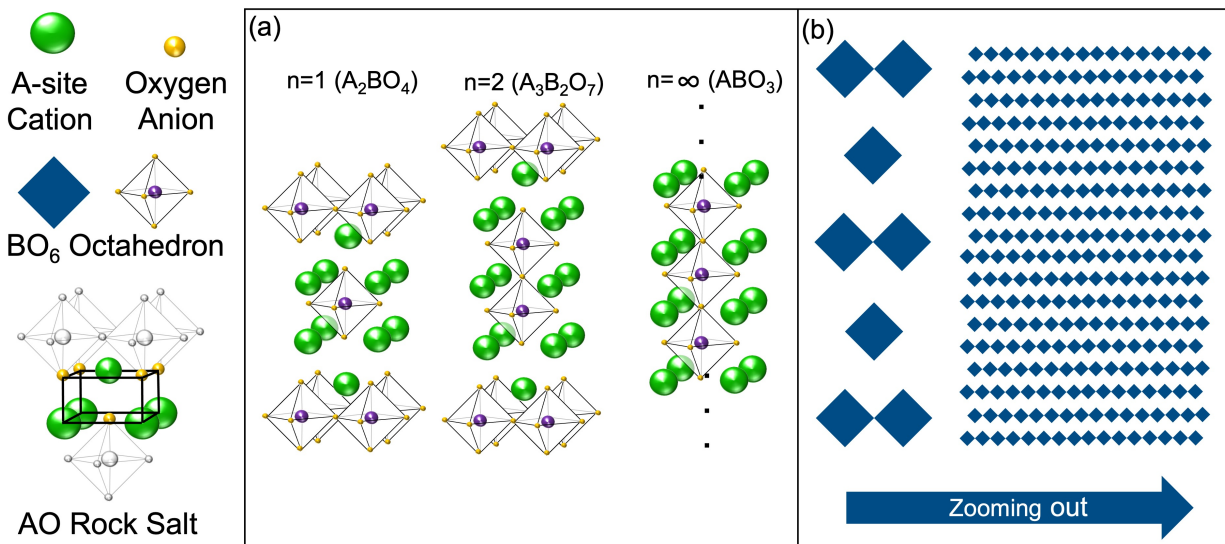 A-site
Cation
Oxygen
Anion
BO₆ Octahedron
AO Rock Salt
(a)
n=1 (A₂BO₄)
n=2 (A₃B₂O₇)
n=∞ (ABO₃)
(b)
Zooming out